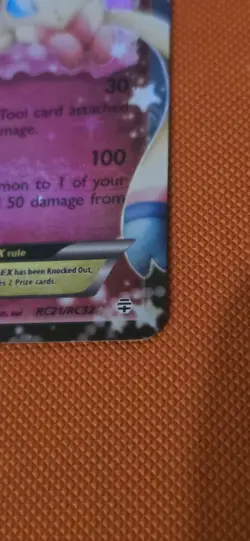 30
Tool card attached
mage.
100
mon to 1 of your
50 damage from
X rule
EX has been Knocked Out,
es 2 Prize cards.
RC21/RC32